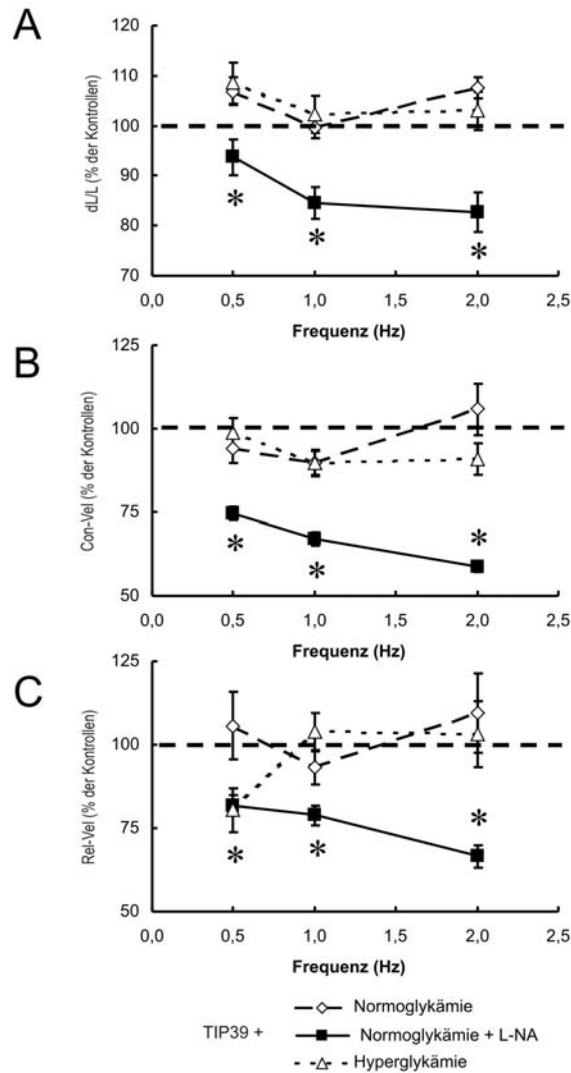 A
dL/L (% der Kontrollen)
120
110
100
90
80
70
0,0 0,5 1,0 1,5 2,0 2,5
Frequenz (Hz)
*
*
*
B
Con-Vel (% der Kontrollen)
125
100
75
50
0,0 0,5 1,0 1,5 2,0 2,5
Frequenz (Hz)
*
*
*
C
Rel-Vel (% der Kontrollen)
125
100
75
50
0,0 0,5 1,0 1,5 2,0 2,5
Frequenz (Hz)
*
*
*
TIP39 +
Normoglykämie
Normoglykämie + L-NA
Hyperglykämie